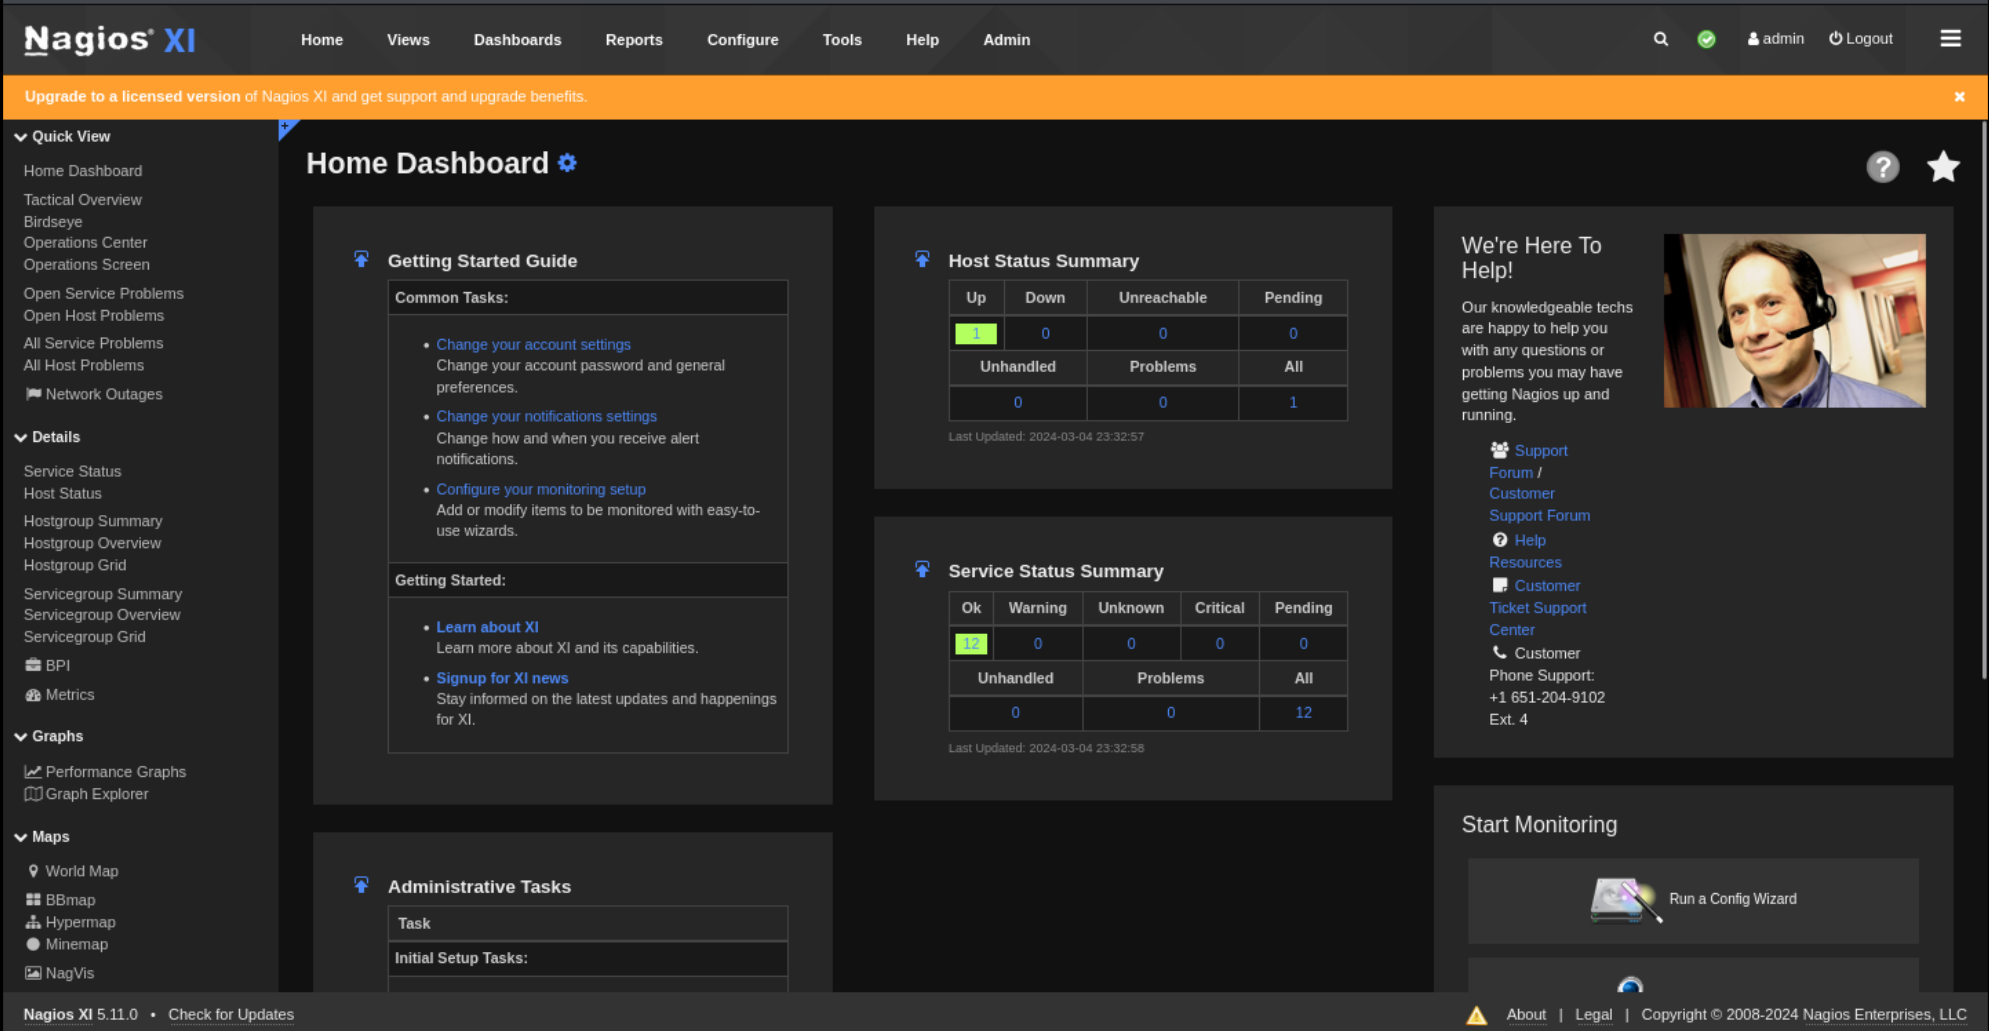 Nagios® XI
Home Views Dashboards Reports Configure Tools Help Admin
admin Logout
Upgrade to a licensed version of Nagios XI and get support and upgrade benefits.
Quick View
Home Dashboard
Tactical Overview
Birdseye
Operations Center
Operations Screen
Open Service Problems
Open Host Problems
All Service Problems
All Host Problems
Network Outages
Details
Service Status
Host Status
Hostgroup Summary
Hostgroup Overview
Hostgroup Grid
Servicegroup Summary
Servicegroup Overview
Servicegroup Grid
BPI
Metrics
Graphs
Performance Graphs
Graph Explorer
Maps
World Map
BBmap
Hypermap
Minemap
NagVis
Home Dashboard
Getting Started Guide
Common Tasks:
• Change your account settings
Change your account password and general
preferences.
• Change your notifications settings
Change how and when you receive alert
notifications.
• Configure your monitoring setup
Add or modify items to be monitored with easy-to-
use wizards.
Getting Started:
• Learn about XI
Learn more about XI and its capabilities.
• Signup for XI news
Stay informed on the latest updates and happenings
for XI.
Administrative Tasks
Task
Initial Setup Tasks:
Host Status Summary
Up Down Unreachable Pending
1 0 0 0
Unhandled Problems All
0 0 1
Last Updated: 2024-03-04 23:32:57
Service Status Summary
Ok Warning Unknown Critical Pending
12 0 0 0 0
Unhandled Problems All
0 0 12
Last Updated: 2024-03-04 23:32:58
We're Here To
Help!
Our knowledgeable techs
are happy to help you
with any questions or
problems you may have
getting Nagios up and
running.
Support
Forum /
Customer
Support Forum
Help
Resources
Customer
Ticket Support
Center
Customer
Phone Support:
+1 651-204-9102
Ext. 4
Start Monitoring
Run a Config Wizard
Nagios XI 5.11.0 • Check for Updates
About | Legal | Copyright © 2008-2024 Nagios Enterprises, LLC